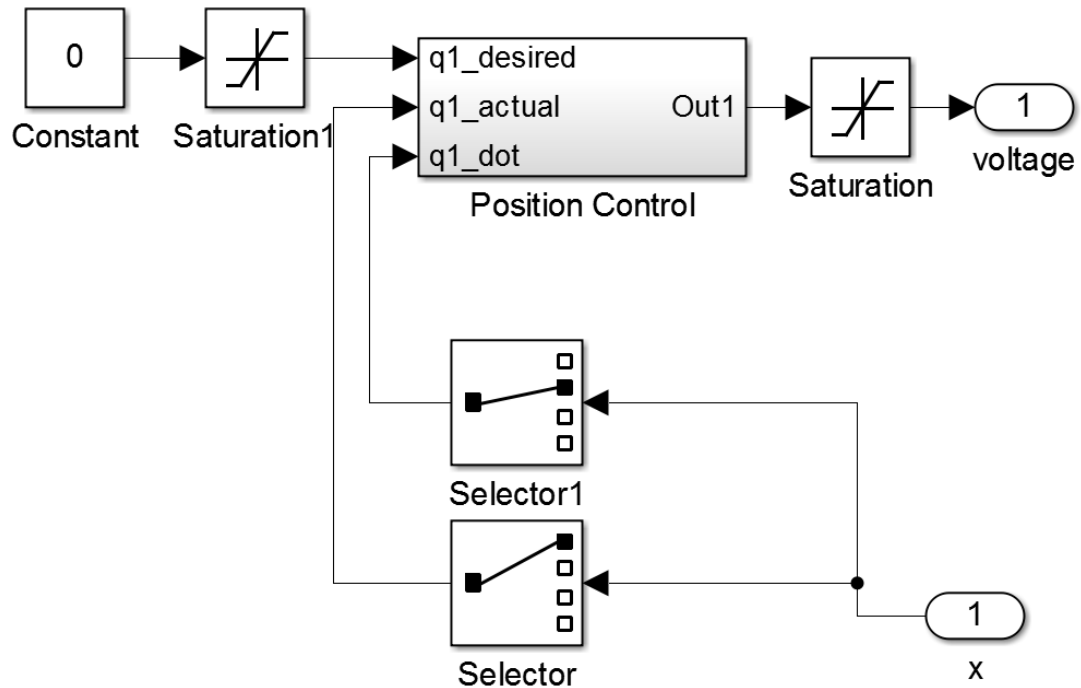 0
Constant
Saturation1
q1_desired
q1_actual
q1_dot
Out1
Position Control
Saturation
1
voltage
Selector1
Selector
1
x